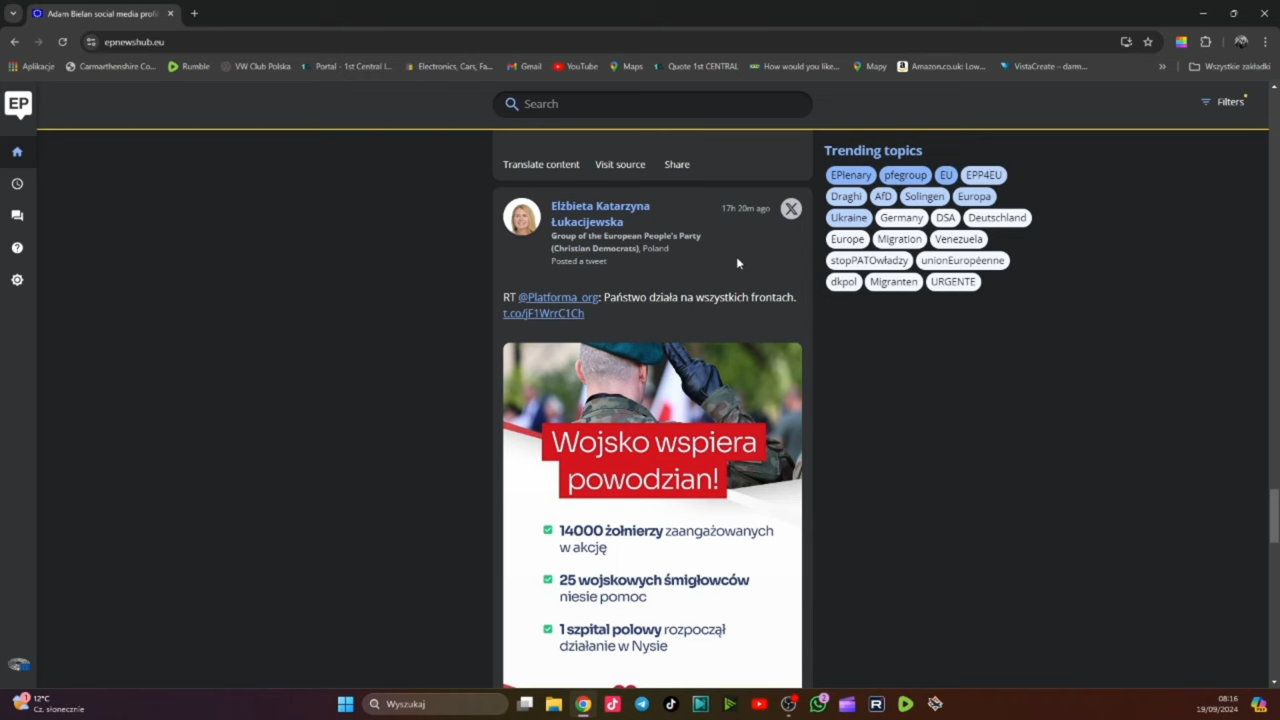 Adam Bielan social media profil
epnewshub.eu
Aplikacje
Carmarthenshire Co...
Rumble
VW Club Polska
Portal - 1st Central I...
Electronics, Cars, Fa...
Gmail
YouTube
Maps
Quote 1st CENTRAL
How would you like...
Mapy
Amazon.co.uk: Low...
VistaCreate – darm...
Wszystkie zakładki
EP
Search
Filters
Translate content Visit source Share
Trending topics
EPlenary pfegroup EU EPP4EU
Draghi AfD Solingen Europa
Ukraine Germany DSA Deutschland
Europe Migration Venezuela
stopPATOwładzy unionEuropéenne
dkpol Migranten URGENTE
Elżbieta Katarzyna
Łukacijewska
17h 20m ago
Group of the European People's Party
(Christian Democrats), Poland
Posted a tweet
RT @Platforma_org: Państwo działa na wszystkich frontach.
t.co/jF1WrrC1Ch
Wojsko wspiera
powodzian!
14000 żołnierzy zaangażowanych
w akcję
25 wojskowych śmigłowców
niesie pomoc
1 szpital polowy rozpoczął
działanie w Nysie
12°C
Cz. słonecznie
Wyszukaj
08:16
19/09/2024